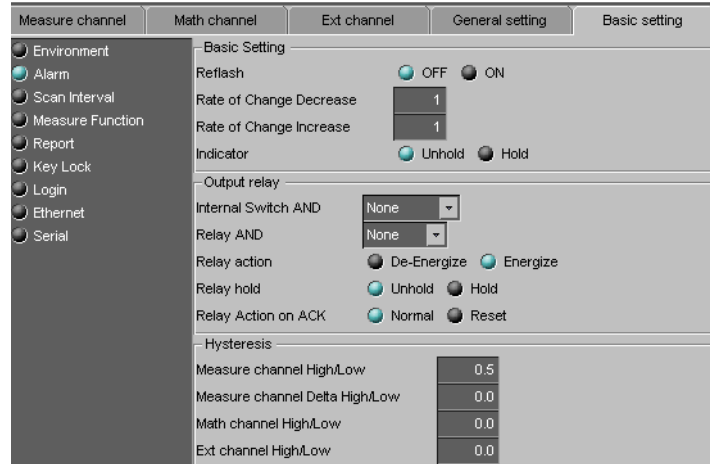 Measure channel Math channel Ext channel General setting Basic setting
Environment
Alarm
Scan Interval
Measure Function
Report
Key Lock
Login
Ethernet
Serial
Basic Setting
Reflash OFF ON
Rate of Change Decrease 1
Rate of Change Increase 1
Indicator Unhold Hold
Output relay
Internal Switch AND None
Relay AND None
Relay action De-Energize Energize
Relay hold Unhold Hold
Relay Action on ACK Normal Reset
Hysteresis
Measure channel High/Low 0.5
Measure channel Delta High/Low 0.0
Math channel High/Low 0.0
Ext channel High/Low 0.0